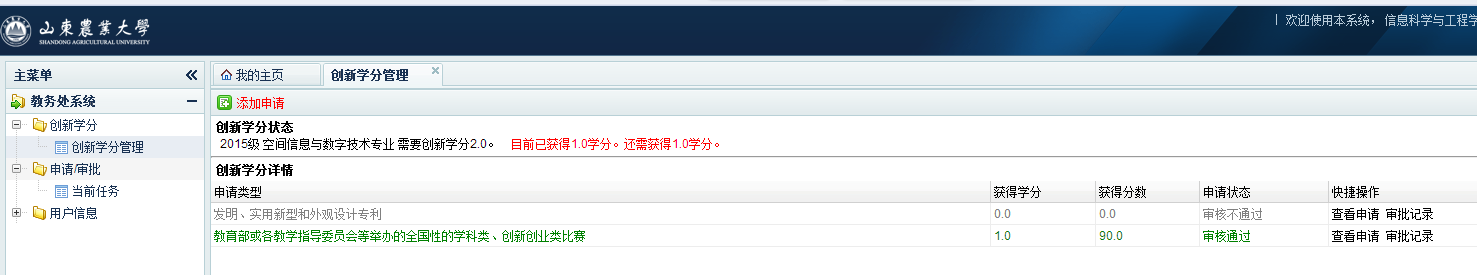 山東農業大學
SHANDONG AGRICULTURAL UNIVERSITY
欢迎使用本系统， 信息科学与工程学
主菜单
我的主页
创新学分管理
教务处系统
添加申请
创新学分
创新学分管理
申请/审批
当前任务
用户信息
创新学分状态
2015级 空间信息与数字技术专业 需要创新学分2.0。 目前已获得1.0学分。还需获得1.0学分。
创新学分详情
申请类型 获得学分 获得分数 申请状态 快捷操作
发明、实用新型和外观设计专利 0.0 0.0 审核不通过 查看申请 审批记录
教育部或各教学指导委员会等举办的全国性的学科类、创新创业类比赛 1.0 90.0 审核通过 查看申请 审批记录